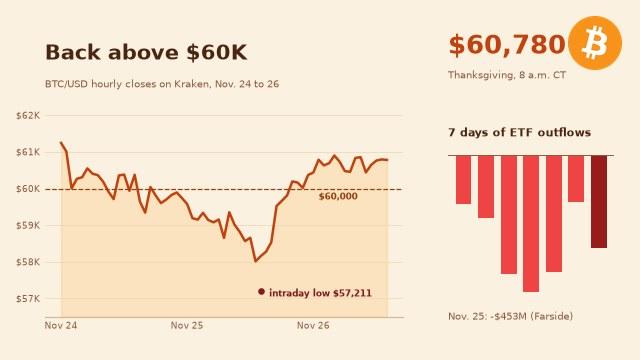 Back above $60K
BTC/USD hourly closes on Kraken, Nov. 24 to 26
$60,780
Thanksgiving, 8 a.m. CT
$62K
$61K
$60K
$59K
$58K
$57K
$60,000
intraday low $57,211
Nov 24
Nov 25
Nov 26
7 days of ETF outflows
Nov. 25: -$453M (Farside)